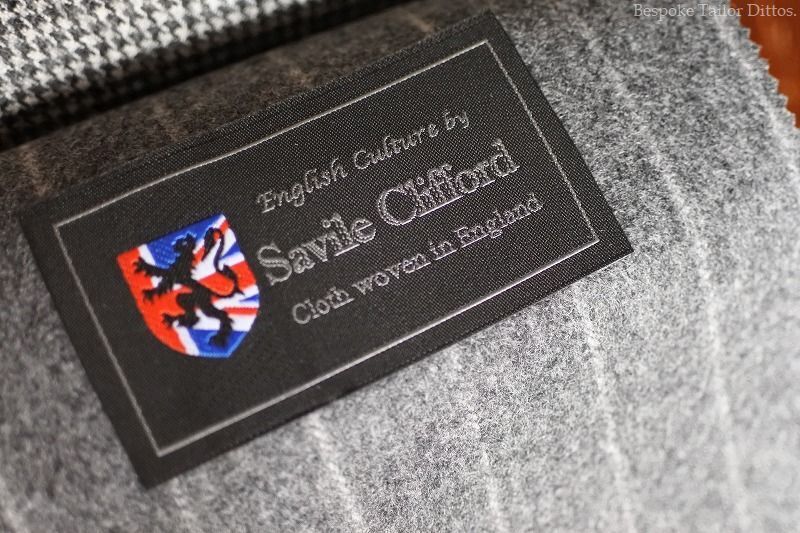 Bespoke Tailor Dittos.
English Culture by
Savile Clifford
Cloth woven in England